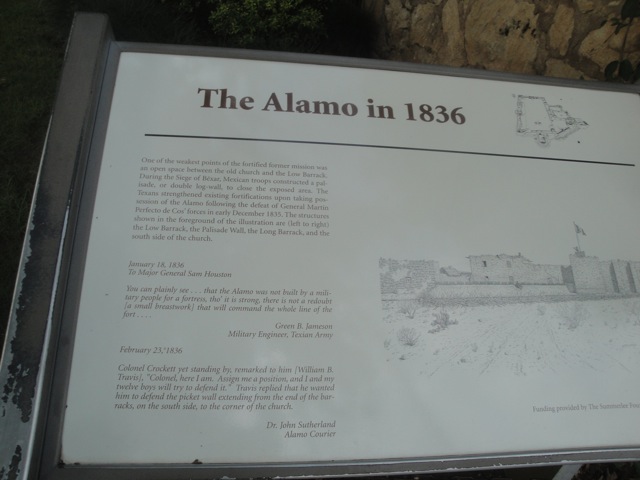 The Alamo in 1836
One of the weakest points of the fortified former mission was
an open space between the old church and the Low Barrack.
During the Siege of Béxar, Mexican troops constructed a pal-
isade, or double log-wall, to close the exposed area. The
Texans strengthened existing fortifications upon taking pos-
session of the Alamo following the defeat of General Martín
Perfecto de Cos' forces in early December 1835. The structures
shown in the foreground of the illustration are (left to right)
the Low Barrack, the Palisade Wall, the Long Barrack, and the
south side of the church.
January 18, 1836
To Major General Sam Houston
You can plainly see . . . that the Alamo was not built by a mili-
tary people for a fortress, tho' it is strong, there is not a redoubt
[a small breastwork] that will command the whole line of the
fort . . . .
Green B. Jameson
Military Engineer, Texian Army
February 23, 1836
Colonel Crockett yet standing by, remarked to him [William B.
Travis], "Colonel, here I am. Assign me a position, and I and my
twelve boys will try to defend it." Travis replied that he wanted
him to defend the picket wall extending from the end of the bar-
racks, on the south side, to the corner of the church.
Dr. John Sutherland
Alamo Courier
Funding provided by The Summerlee